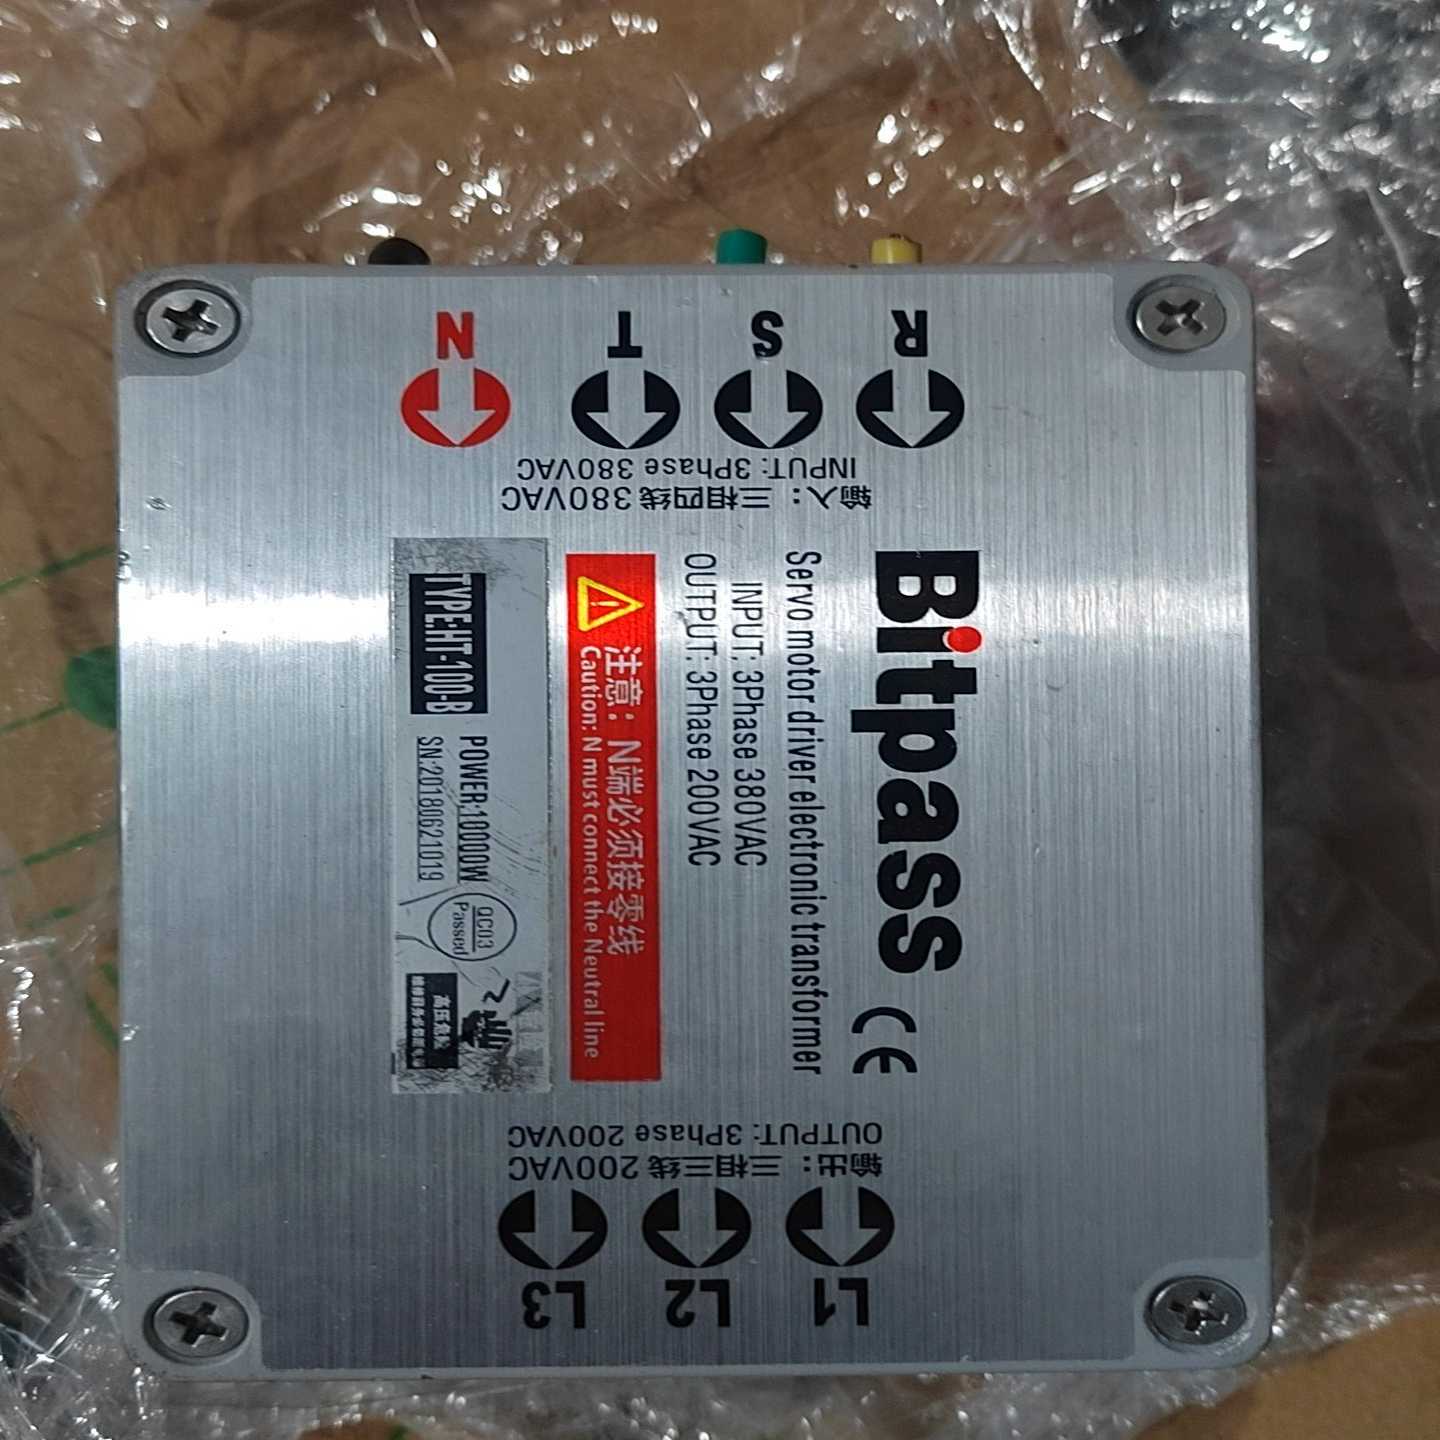 R S T N
INPUT: 3Phase 380VAC
输入：三相四线 380VAC
Bitpass CE
Servo motor driver electronic transformer
INPUT: 3Phase 380VAC
OUTPUT: 3Phase 200VAC
注意：N端必须接零线
Caution: N must connect the Neutral line
TYPE:HT-100-B
POWER:10000W
SN:20180621019
QC03
Passed
OUTPUT: 3Phase 200VAC
输出：三相三线 200VAC
L1 L2 L3